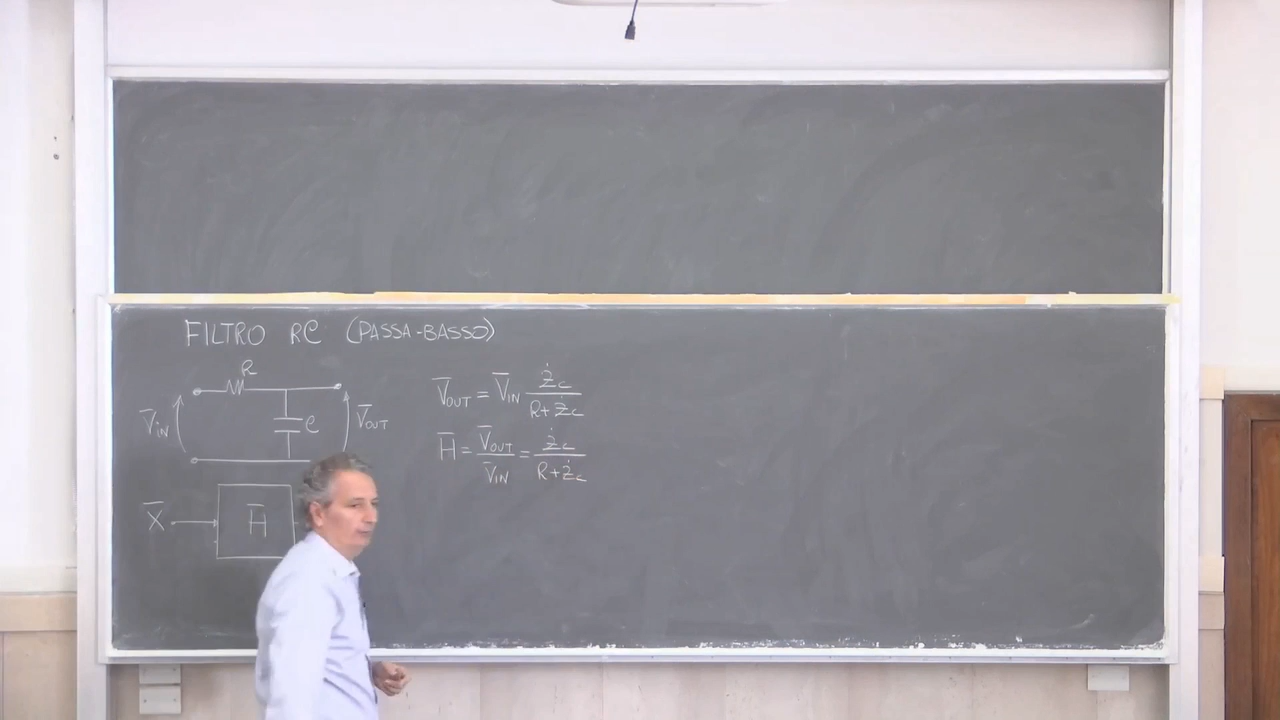 FILTRO RC (PASSA-BASSO)
R
V̅IN
C
V̅OUT
X̅
H̅
V̅OUT = V̅IN Żc / (R + Żc)
H̅ = V̅OUT / V̅IN = Żc / (R + Żc)